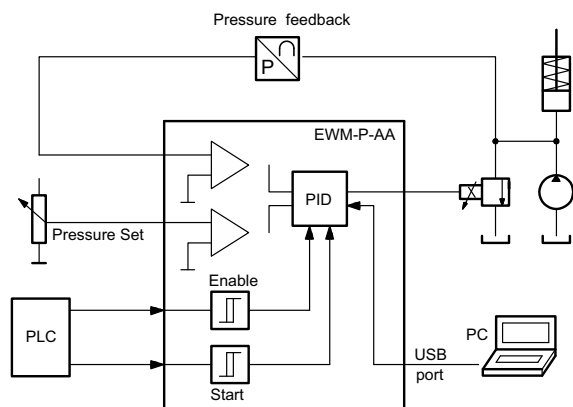 Pressure feedback
P
EWM-P-AA
PID
Pressure Set
Enable
PLC
PC
USB
port
Start